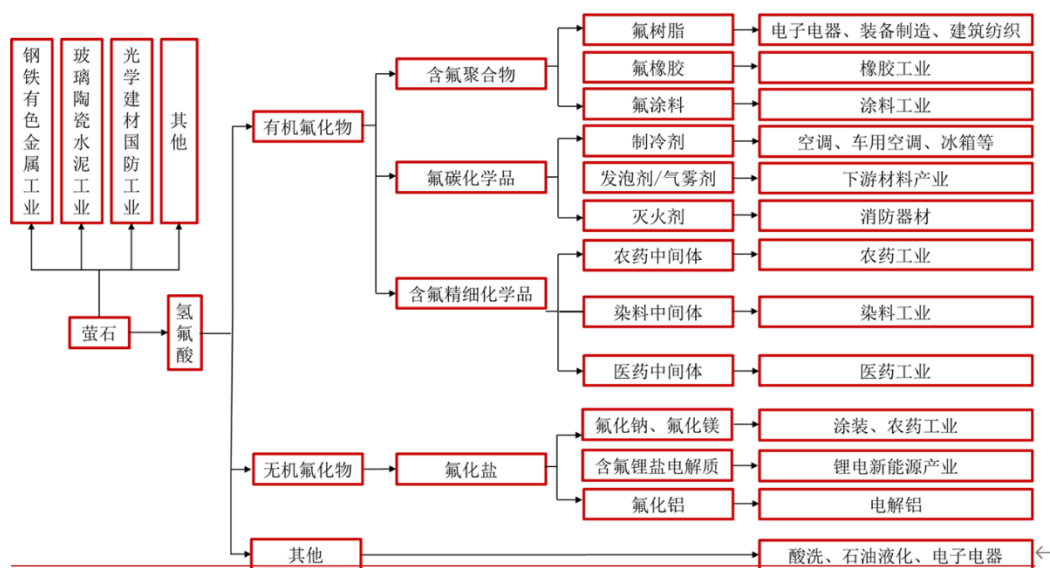 钢铁有色金属工业
玻璃陶瓷水泥工业
光学建材国防工业
其他
萤石
氢氟酸
有机氟化物
含氟聚合物
氟树脂
电子电器、装备制造、建筑纺织
氟橡胶
橡胶工业
氟涂料
涂料工业
氟碳化学品
制冷剂
空调、车用空调、冰箱等
发泡剂/气雾剂
下游材料产业
灭火剂
消防器材
含氟精细化学品
农药中间体
农药工业
染料中间体
染料工业
医药中间体
医药工业
无机氟化物
氟化盐
氟化钠、氟化镁
涂装、农药工业
含氟锂盐电解质
锂电新能源产业
氟化铝
电解铝
其他
酸洗、石油液化、电子电器